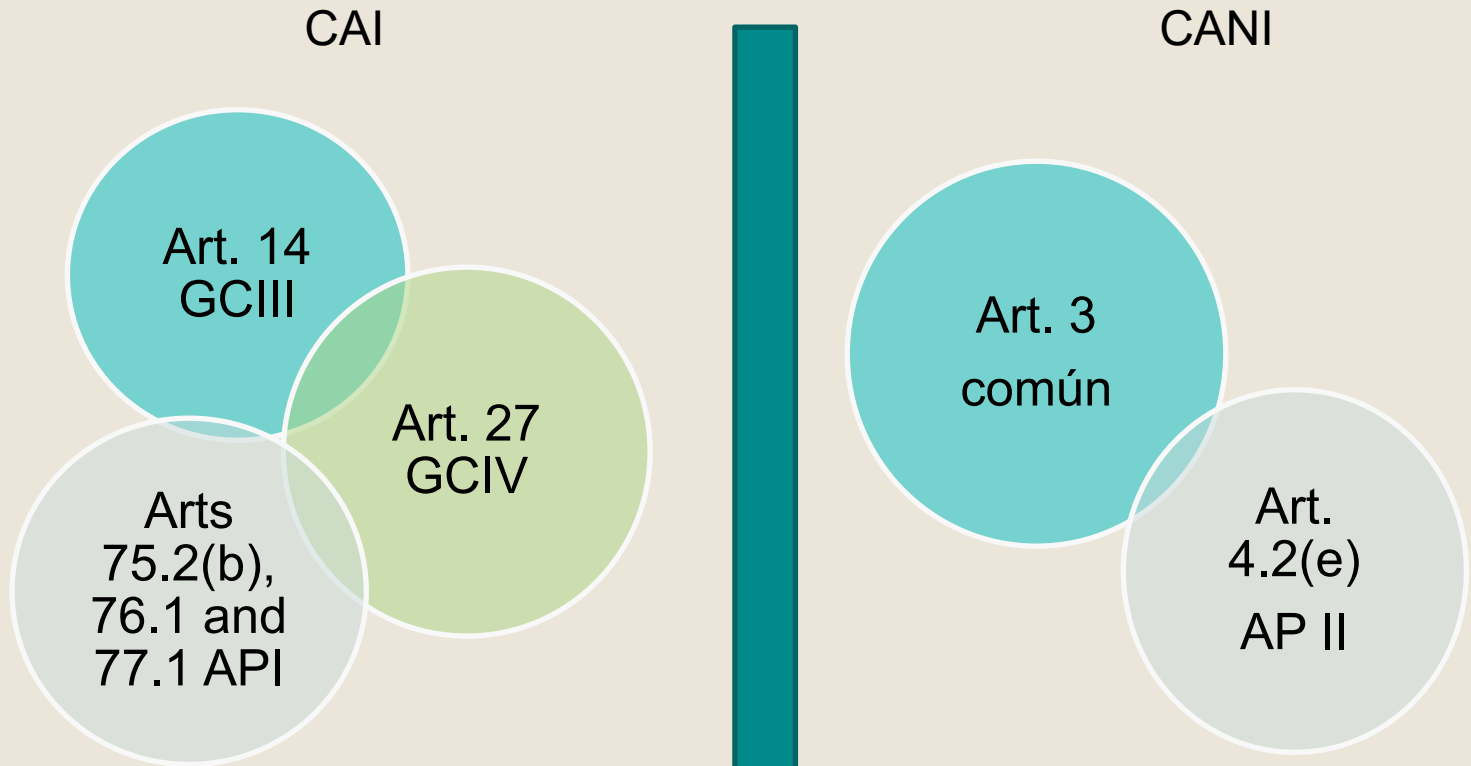 CAI
Art. 14
GCIII
Art. 27
GCIV
Arts
75.2(b),
76.1 and
77.1 API
CANI
Art. 3
común
Art.
4.2(e)
AP II